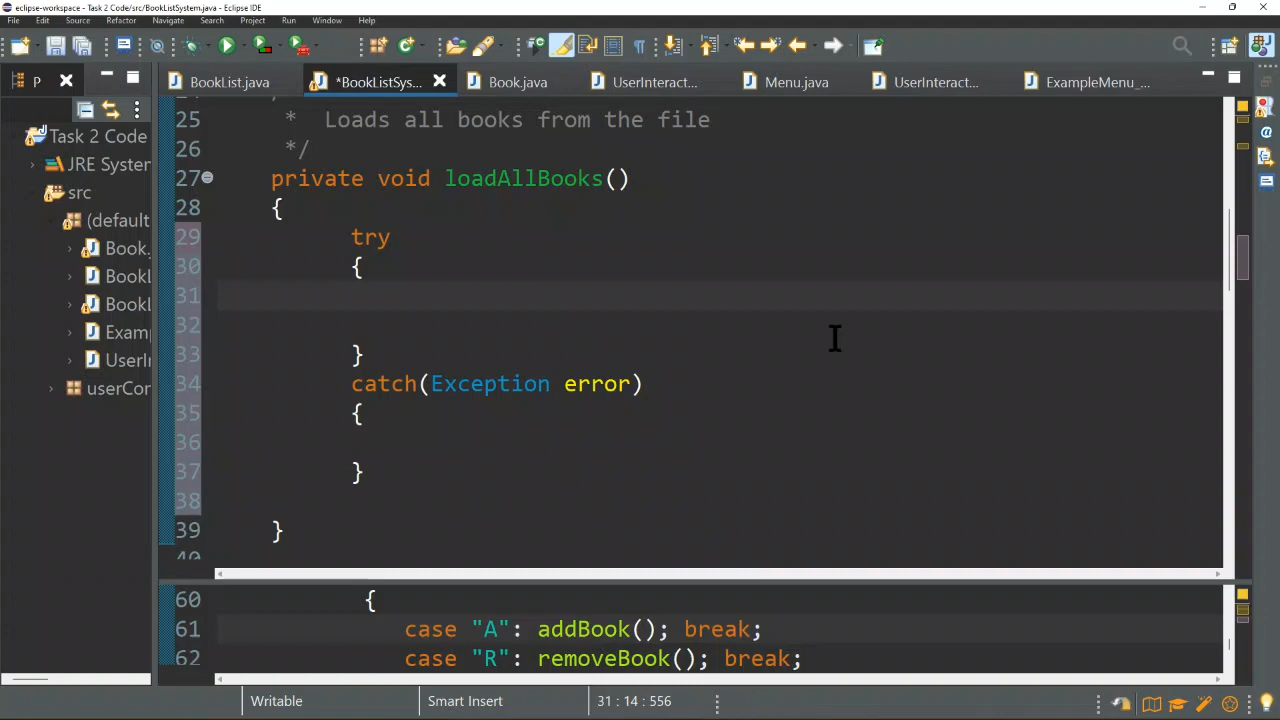 eclipse-workspace - Task 2 Code/src/BookListSystem.java - Eclipse IDE
File Edit Source Refactor Navigate Search Project Run Window Help
P
BookList.java *BookListSys... Book.java UserInteract... Menu.java UserInteract... ExampleMenu_...
Task 2 Code
JRE System
src
(default
Book.
BookL
BookL
Examp
UserIn
userCon
25 * Loads all books from the file
26 */
27 private void loadAllBooks()
28 {
29 try
30 {
31
32
33 }
34 catch(Exception error)
35 {
36
37 }
38
39 }
40
60 {
61 case "A": addBook(); break;
62 case "R": removeBook(); break;
Writable Smart Insert 31 : 14 : 556